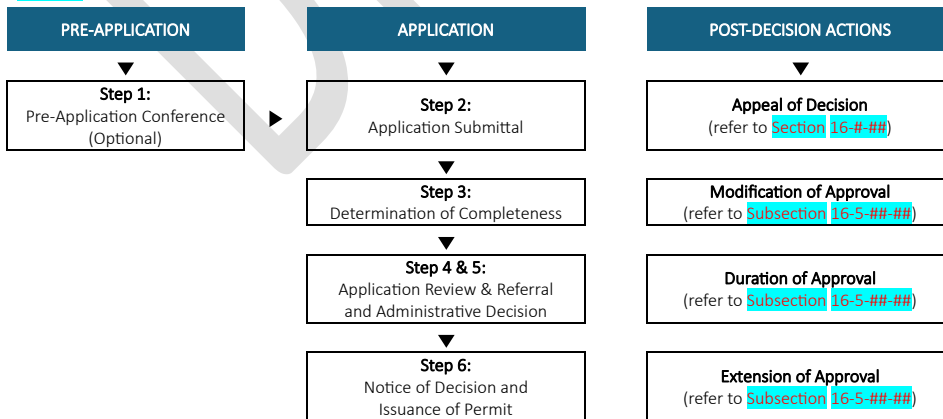 PRE-APPLICATION
Step 1:
Pre-Application Conference
(Optional)
APPLICATION
Step 2:
Application Submittal
Step 3:
Determination of Completeness
Step 4 & 5:
Application Review & Referral
and Administrative Decision
Step 6:
Notice of Decision and
Issuance of Permit
POST-DECISION ACTIONS
Appeal of Decision
(refer to Section 16-#-##)
Modification of Approval
(refer to Subsection 16-5-##-##)
Duration of Approval
(refer to Subsection 16-5-##-##)
Extension of Approval
(refer to Subsection 16-5-##-##)